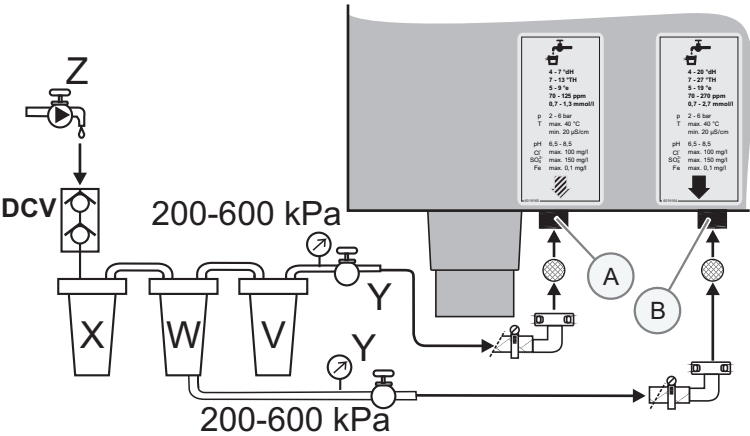 Z
DCV
200-600 kPa
X
W
V
Y
Y
200-600 kPa
4 - 7 °dH
7 - 13 °TH
5 - 9 °e
70 - 125 ppm
0,7 - 1,3 mmol/l
p 2 - 6 bar
T max. 40 °C
min. 20 µS/cm
pH 6,5 - 8,5
Cl⁻ max. 100 mg/l
SO₄²⁻ max. 150 mg/l
Fe max. 0,1 mg/l
4 - 20 °dH
7 - 27 °TH
5 - 19 °e
70 - 270 ppm
0,7 - 2,7 mmol/l
p 2 - 6 bar
T max. 40 °C
min. 20 µS/cm
pH 6,5 - 8,5
Cl⁻ max. 100 mg/l
SO₄²⁻ max. 150 mg/l
Fe max. 0,1 mg/l
A
B